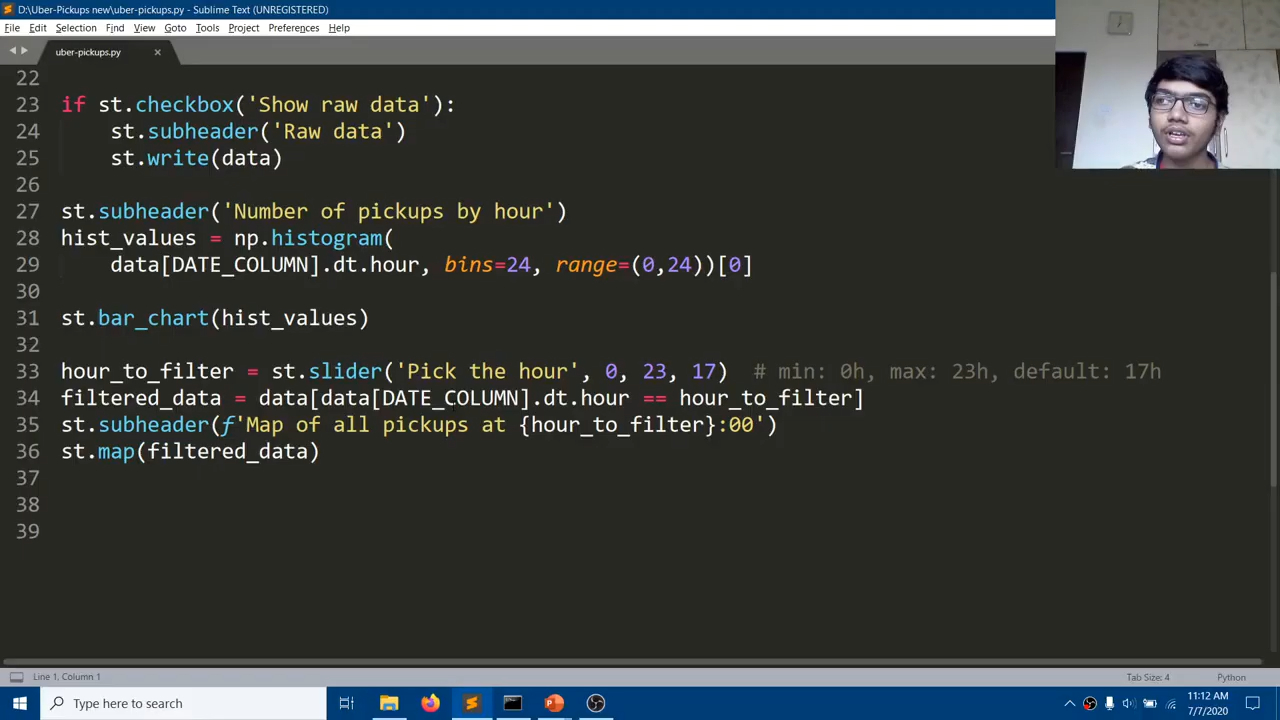 D:\Uber-Pickups new\uber-pickups.py - Sublime Text (UNREGISTERED)
File Edit Selection Find View Goto Tools Project Preferences Help
uber-pickups.py
22
23 if st.checkbox('Show raw data'):
24 st.subheader('Raw data')
25 st.write(data)
26
27 st.subheader('Number of pickups by hour')
28 hist_values = np.histogram(
29 data[DATE_COLUMN].dt.hour, bins=24, range=(0,24))[0]
30
31 st.bar_chart(hist_values)
32
33 hour_to_filter = st.slider('Pick the hour', 0, 23, 17) # min: 0h, max: 23h, default: 17h
34 filtered_data = data[data[DATE_COLUMN].dt.hour == hour_to_filter]
35 st.subheader(f'Map of all pickups at {hour_to_filter}:00')
36 st.map(filtered_data)
37
38
39
Line 1, Column 1 Tab Size: 4 Python
Type here to search
11:12 AM
7/7/2020